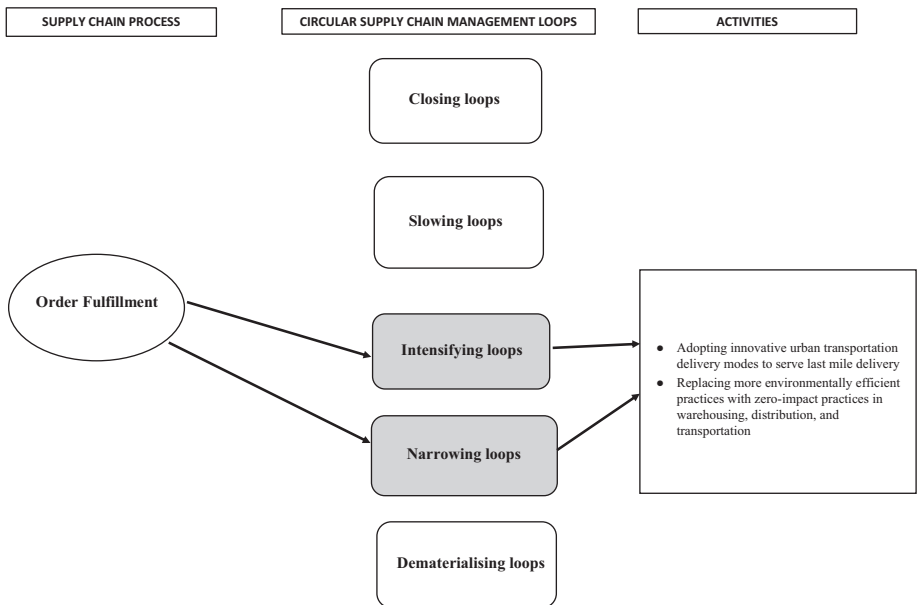 SUPPLY CHAIN PROCESS
CIRCULAR SUPPLY CHAIN MANAGEMENT LOOPS
ACTIVITIES
Closing loops
Slowing loops
Order Fulfillment
Intensifying loops
● Adopting innovative urban transportation
delivery modes to serve last mile delivery
● Replacing more environmentally efficient
practices with zero-impact practices in
warehousing, distribution, and
transportation
Narrowing loops
Dematerialising loops